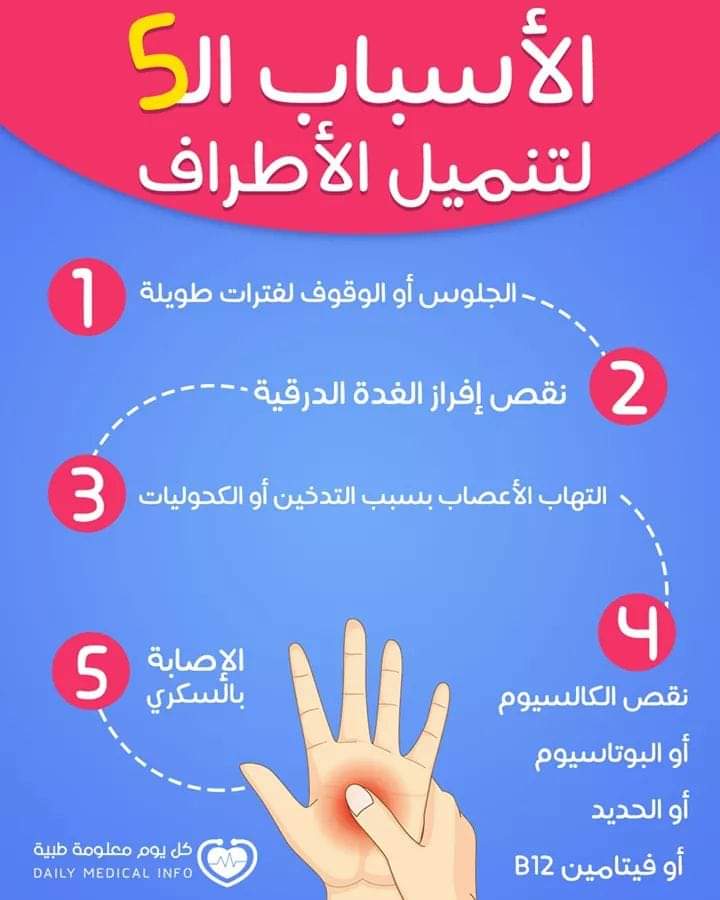 الأسباب الـ5
لتنميل الأطراف
1
الجلوس أو الوقوف لفترات طويلة
2
نقص إفراز الغدة الدرقية
3
التهاب الأعصاب بسبب التدخين أو الكحوليات
4
نقص الكالسيوم
أو البوتاسيوم
أو الحديد
أو فيتامين B12
5
الإصابة
بالسكري
كل يوم معلومة طبية
DAILY MEDICAL INFO